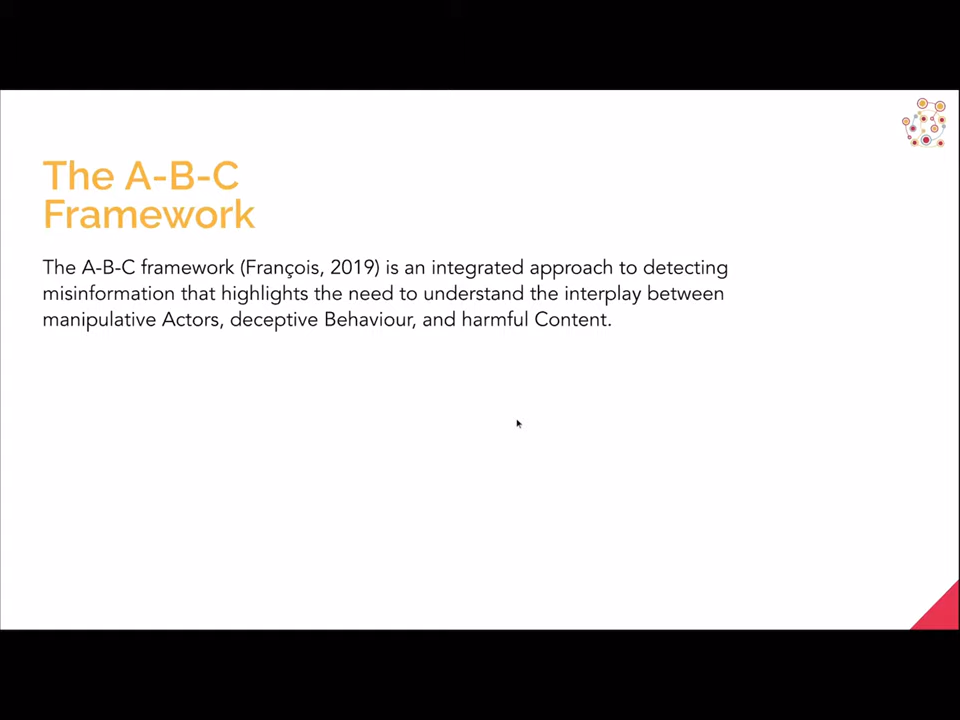 The A-B-C
Framework
The A-B-C framework (François, 2019) is an integrated approach to detecting
misinformation that highlights the need to understand the interplay between
manipulative Actors, deceptive Behaviour, and harmful Content.